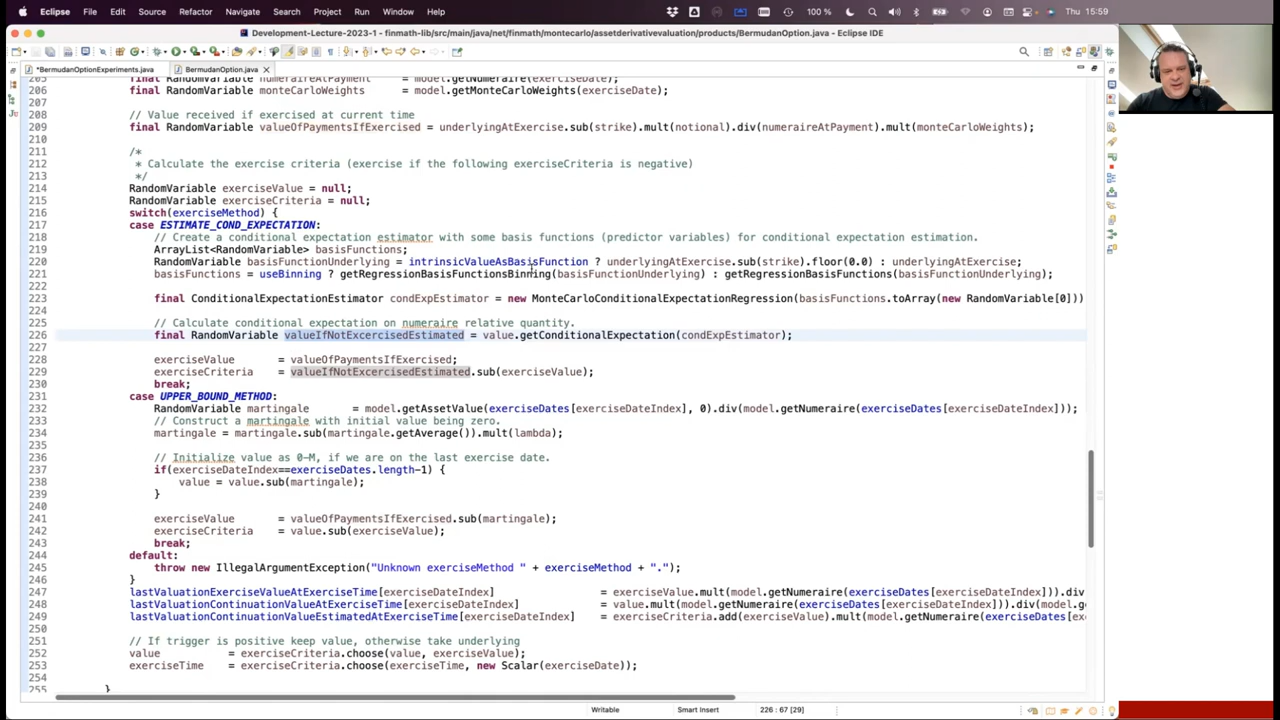 Eclipse File Edit Source Refactor Navigate Search Project Run Window Help 100 % Thu 15:59
Development-Lecture-2023-1 - finmath-lib/src/main/java/net/finmath/montecarlo/assetderivativevaluation/products/BermudanOption.java - Eclipse IDE
*BermudanOptionExperiments.java BermudanOption.java
205 final RandomVariable numeraireAtPayment = model.getNumeraire(exerciseDate);
206 final RandomVariable monteCarloWeights = model.getMonteCarloWeights(exerciseDate);
207
208 // Value received if exercised at current time
209 final RandomVariable valueOfPaymentsIfExercised = underlyingAtExercise.sub(strike).mult(notional).div(numeraireAtPayment).mult(monteCarloWeights);
210
211 /*
212 * Calculate the exercise criteria (exercise if the following exerciseCriteria is negative)
213 */
214 RandomVariable exerciseValue = null;
215 RandomVariable exerciseCriteria = null;
216 switch(exerciseMethod) {
217 case ESTIMATE_COND_EXPECTATION:
218 // Create a conditional expectation estimator with some basis functions (predictor variables) for conditional expectation estimation.
219 ArrayList<RandomVariable> basisFunctions;
220 RandomVariable basisFunctionUnderlying = intrinsicValueAsBasisFunction ? underlyingAtExercise.sub(strike).floor(0.0) : underlyingAtExercise;
221 basisFunctions = useBinning ? getRegressionBasisFunctionsBinning(basisFunctionUnderlying) : getRegressionBasisFunctions(basisFunctionUnderlying);
222
223 final ConditionalExpectationEstimator condExpEstimator = new MonteCarloConditionalExpectationRegression(basisFunctions.toArray(new RandomVariable[0]))
224
225 // Calculate conditional expectation on numeraire relative quantity.
226 final RandomVariable valueIfNotExcercisedEstimated = value.getConditionalExpectation(condExpEstimator);
227
228 exerciseValue = valueOfPaymentsIfExercised;
229 exerciseCriteria = valueIfNotExcercisedEstimated.sub(exerciseValue);
230 break;
231 case UPPER_BOUND_METHOD:
232 RandomVariable martingale = model.getAssetValue(exerciseDates[exerciseDateIndex], 0).div(model.getNumeraire(exerciseDates[exerciseDateIndex]));
233 // Construct a martingale with initial value being zero.
234 martingale = martingale.sub(martingale.getAverage()).mult(lambda);
235
236 // Initialize value as 0-M, if we are on the last exercise date.
237 if(exerciseDateIndex==exerciseDates.length-1) {
238 value = value.sub(martingale);
239 }
240
241 exerciseValue = valueOfPaymentsIfExercised.sub(martingale);
242 exerciseCriteria = value.sub(exerciseValue);
243 break;
244 default:
245 throw new IllegalArgumentException("Unknown exerciseMethod " + exerciseMethod + ".");
246 }
247 lastValuationExerciseValueAtExerciseTime[exerciseDateIndex] = exerciseValue.mult(model.getNumeraire(exerciseDates[exerciseDateIndex])).div
248 lastValuationContinuationValueAtExerciseTime[exerciseDateIndex] = value.mult(model.getNumeraire(exerciseDates[exerciseDateIndex])).div(model.ge
249 lastValuationContinuationValueEstimatedAtExerciseTime[exerciseDateIndex] = exerciseCriteria.add(exerciseValue).mult(model.getNumeraire(exerciseDates[ex
250
251 // If trigger is positive keep value, otherwise take underlying
252 value = exerciseCriteria.choose(value, exerciseValue);
253 exerciseTime = exerciseCriteria.choose(exerciseTime, new Scalar(exerciseDate));
254
255 }
Writable Smart Insert 226 : 67 [29]